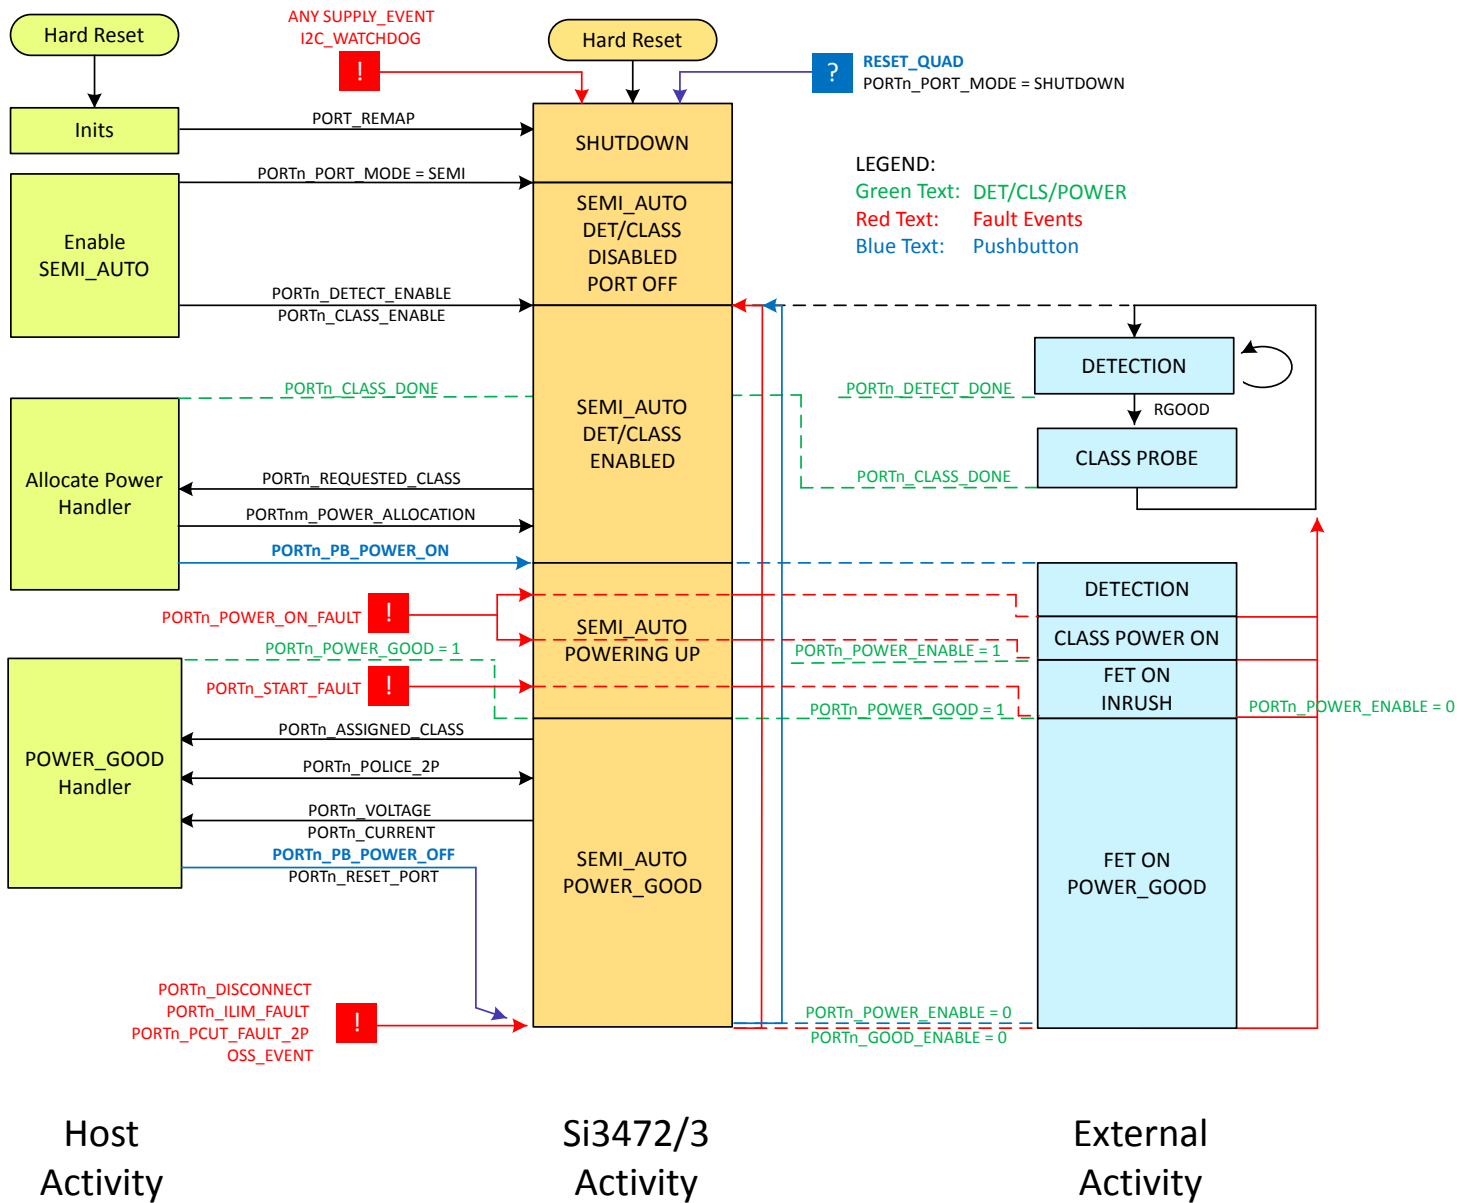 Hard Reset
ANY SUPPLY_EVENT
I2C_WATCHDOG
!
Hard Reset
?
RESET_QUAD
PORTn_PORT_MODE = SHUTDOWN
Inits
PORT_REMAP
SHUTDOWN
LEGEND:
Green Text: DET/CLS/POWER
Red Text: Fault Events
Blue Text: Pushbutton
Enable
SEMI_AUTO
PORTn_PORT_MODE = SEMI
SEMI_AUTO
DET/CLASS
DISABLED
PORT OFF
PORTn_DETECT_ENABLE
PORTn_CLASS_ENABLE
DETECTION
PORTn_DETECT_DONE
RGOOD
CLASS PROBE
PORTn_CLASS_DONE
PORTn_CLASS_DONE
SEMI_AUTO
DET/CLASS
ENABLED
Allocate Power
Handler
PORTn_REQUESTED_CLASS
PORTnm_POWER_ALLOCATION
PORTn_PB_POWER_ON
DETECTION
PORTn_POWER_ON_FAULT
!
SEMI_AUTO
POWERING UP
CLASS POWER ON
PORTn_POWER_GOOD = 1
PORTn_POWER_ENABLE = 1
PORTn_START_FAULT
!
FET ON
INRUSH
PORTn_POWER_GOOD = 1
PORTn_POWER_ENABLE = 0
PORTn_ASSIGNED_CLASS
POWER_GOOD
Handler
PORTn_POLICE_2P
PORTn_VOLTAGE
PORTn_CURRENT
PORTn_PB_POWER_OFF
PORTn_RESET_PORT
SEMI_AUTO
POWER_GOOD
FET ON
POWER_GOOD
PORTn_DISCONNECT
PORTn_ILIM_FAULT
PORTn_PCUT_FAULT_2P
OSS_EVENT
!
PORTn_POWER_ENABLE = 0
PORTn_GOOD_ENABLE = 0
Host
Activity
Si3472/3
Activity
External
Activity